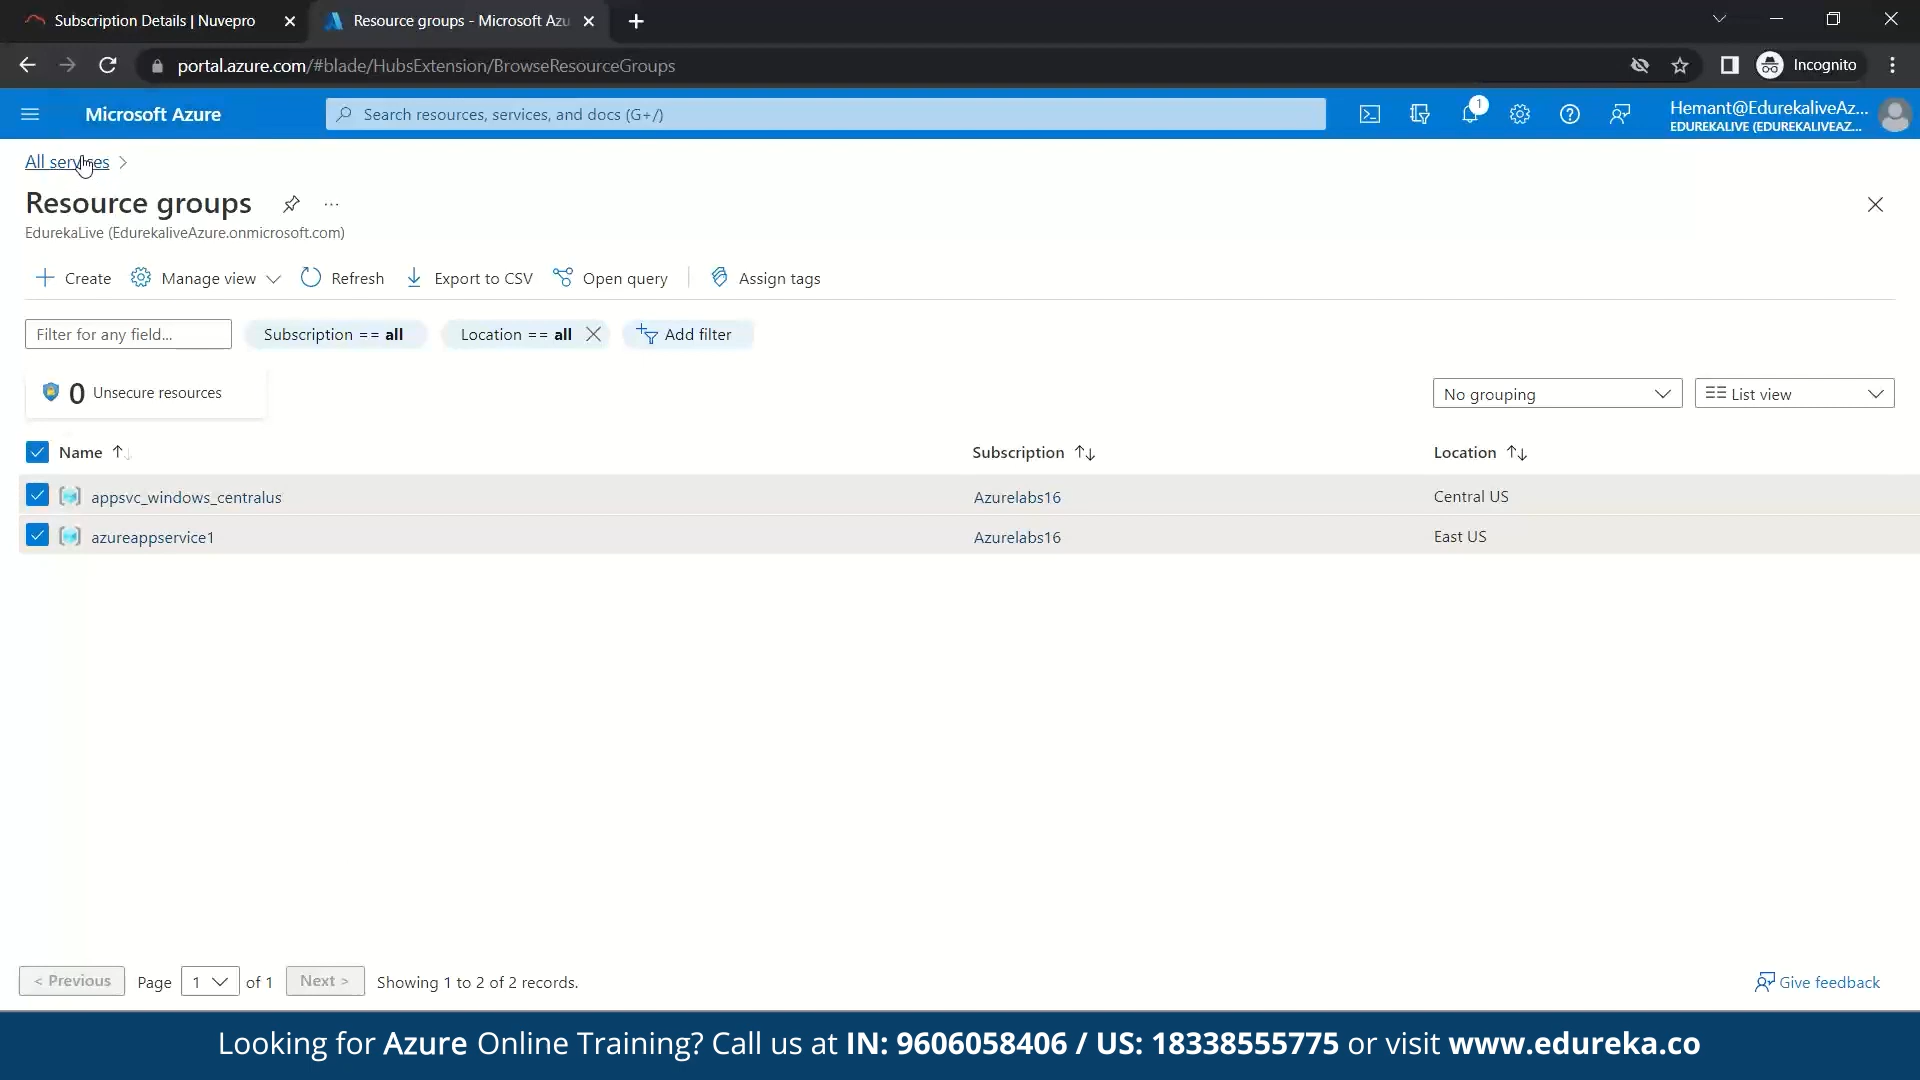 Subscription Details | Nuvepro
Resource groups - Microsoft Azu
portal.azure.com/#blade/HubsExtension/BrowseResourceGroups
Incognito
Microsoft Azure
Search resources, services, and docs (G+/)
1
Hemant@EdurekaliveAz...
EDUREKALIVE (EDUREKALIVEAZ...
All services
Resource groups
EdurekaLive (EdurekaliveAzure.onmicrosoft.com)
Create
Manage view
Refresh
Export to CSV
Open query
Assign tags
Filter for any field...
Subscription == all
Location == all
Add filter
0 Unsecure resources
No grouping
List view
Name
Subscription
Location
appsvc_windows_centralus
Azurelabs16
Central US
azureappservice1
Azurelabs16
East US
< Previous
Page 1 of 1
Next >
Showing 1 to 2 of 2 records.
Give feedback
Looking for Azure Online Training? Call us at IN: 9606058406 / US: 18338555775 or visit www.edureka.co